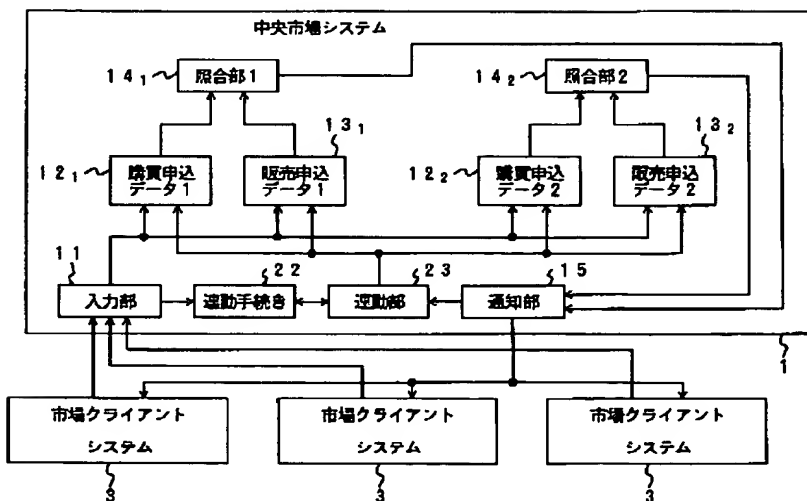 中央市場システム
14₁
照合部1
14₂
照合部2
13₁
13₂
12₁
購買申込
データ1
販売申込
データ1
12₂
購買申込
データ2
販売申込
データ2
11
22
23
15
入力部
連動手続き
連動部
通知部
1
市場クライアント
システム
市場クライアント
システム
市場クライアント
システム
3
3
3